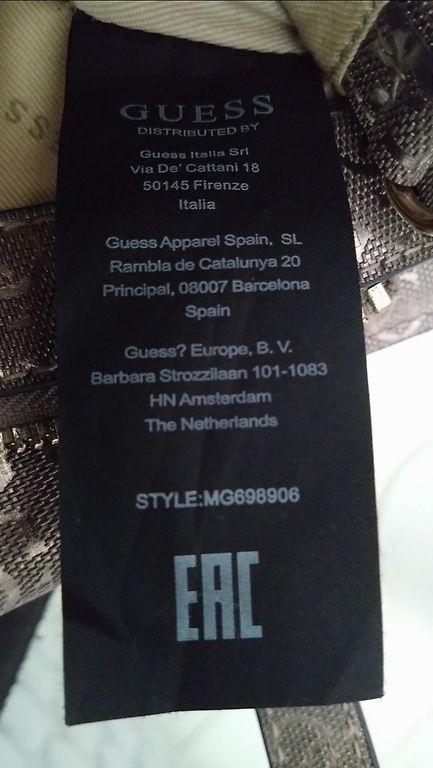 GUESS
DISTRIBUTED BY
Guess Italia Srl
Via De' Cattani 18
50145 Firenze
Italia
Guess Apparel Spain, SL
Rambla de Catalunya 20
Principal, 08007 Barcelona
Spain
Guess? Europe, B. V.
Barbara Strozzilaan 101-1083
HN Amsterdam
The Netherlands
STYLE:MG698906
EAC